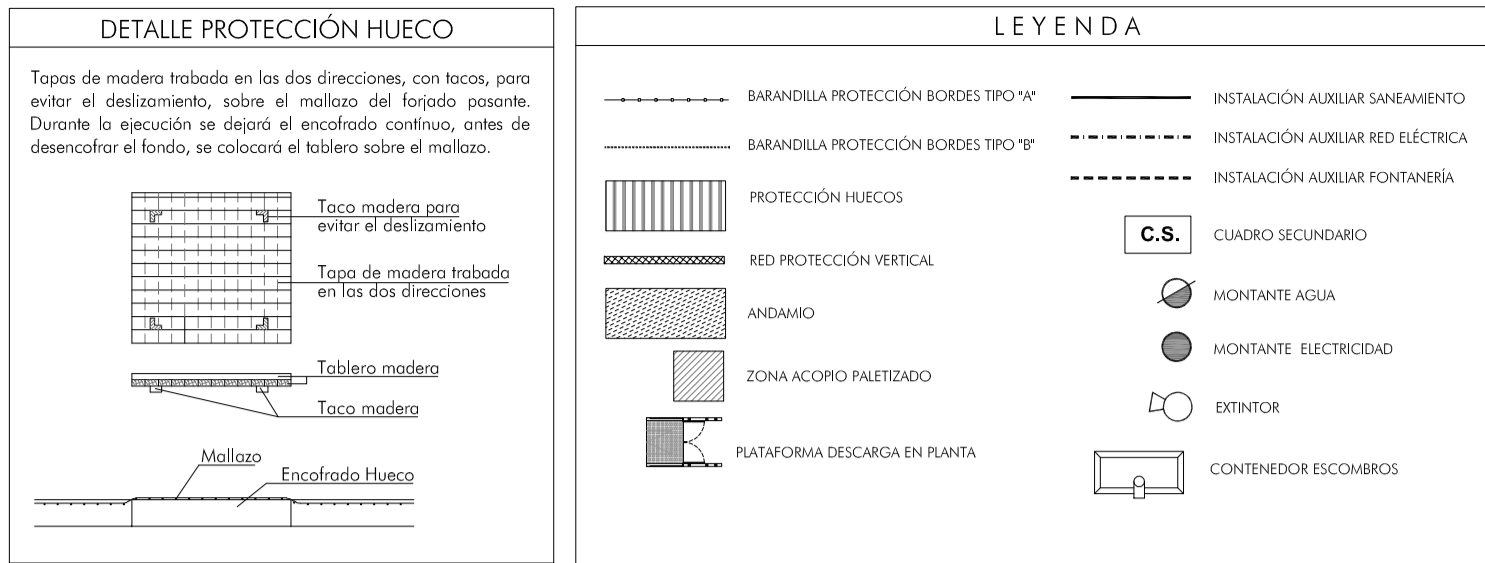 DETALLE PROTECCIÓN HUECO
Tapas de madera trabada en las dos direcciones, con tacos, para
evitar el deslizamiento, sobre el mallazo del forjado pasante.
Durante la ejecución se dejará el encofrado contínuo, antes de
desencofrar el fondo, se colocará el tablero sobre el mallazo.
Taco madera para
evitar el deslizamiento
Tapa de madera trabada
en las dos direcciones
Tablero madera
Taco madera
Mallazo
Encofrado Hueco
LEYENDA
BARANDILLA PROTECCIÓN BORDES TIPO "A"
BARANDILLA PROTECCIÓN BORDES TIPO "B"
PROTECCIÓN HUECOS
RED PROTECCIÓN VERTICAL
ANDAMIO
ZONA ACOPIO PALETIZADO
PLATAFORMA DESCARGA EN PLANTA
INSTALACIÓN AUXILIAR SANEAMIENTO
INSTALACIÓN AUXILIAR RED ELÉCTRICA
INSTALACIÓN AUXILIAR FONTANERÍA
C.S. CUADRO SECUNDARIO
MONTANTE AGUA
MONTANTE ELECTRICIDAD
EXTINTOR
CONTENEDOR ESCOMBROS